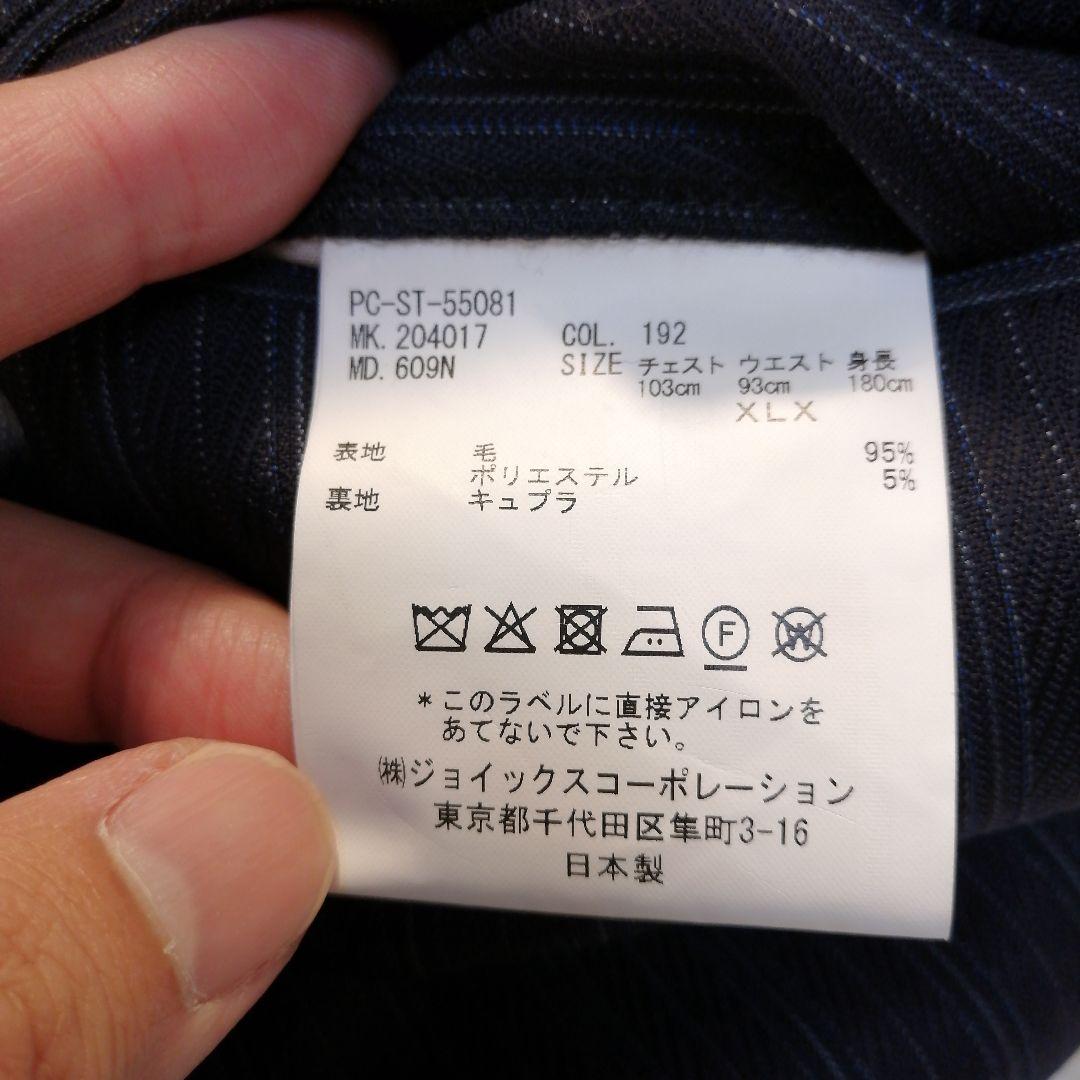 PC-ST-55081
MK. 204017 COL. 192
MD. 609N SIZE チェスト ウエスト 身長
103cm 93cm 180cm
XLX
表地 毛 95%
ポリエステル 5%
裏地 キュプラ
F W
*このラベルに直接アイロンを
あてないで下さい。
㈱ジョイックスコーポレーション
東京都千代田区隼町3-16
日本製